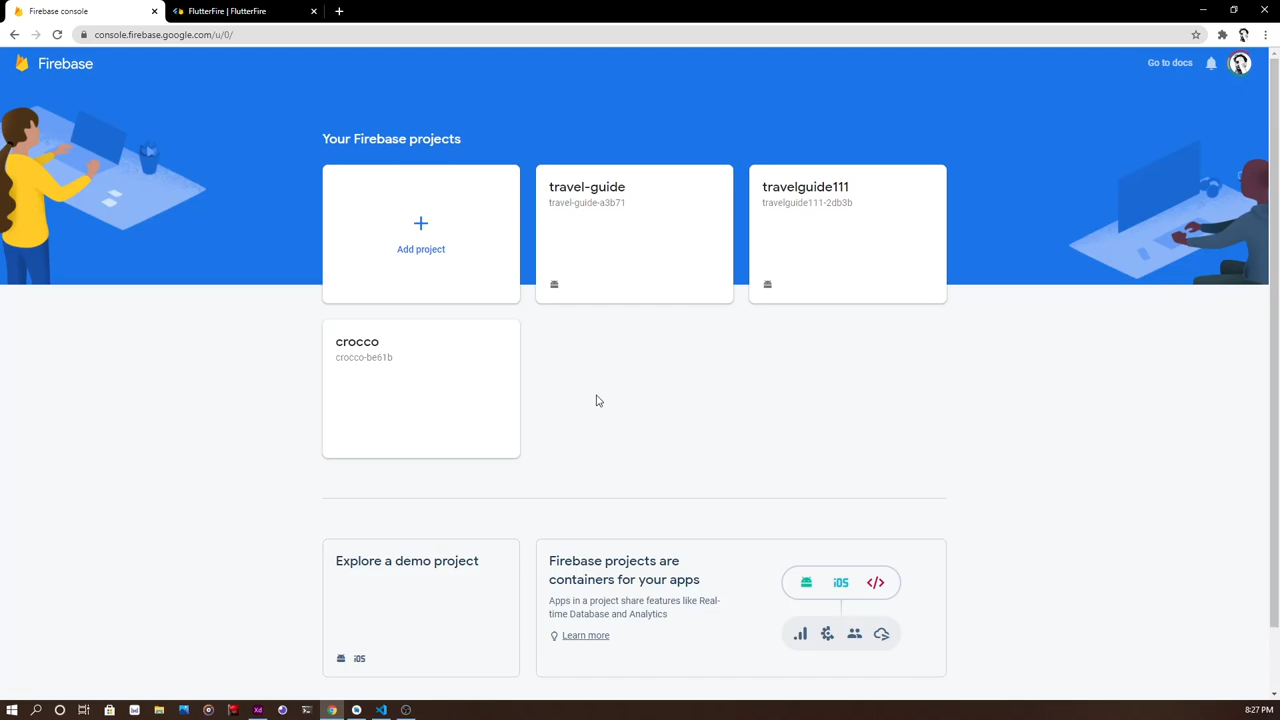 Firebase console
FlutterFire | FlutterFire
console.firebase.google.com/u/0/
Firebase
Go to docs
Your Firebase projects
Add project
travel-guide
travel-guide-a3b71
travelguide111
travelguide111-2db3b
crocco
crocco-be61b
Explore a demo project
iOS
Firebase projects are
containers for your apps
Apps in a project share features like Real-
time Database and Analytics
Learn more
iOS
</>
Xd
8:27 PM